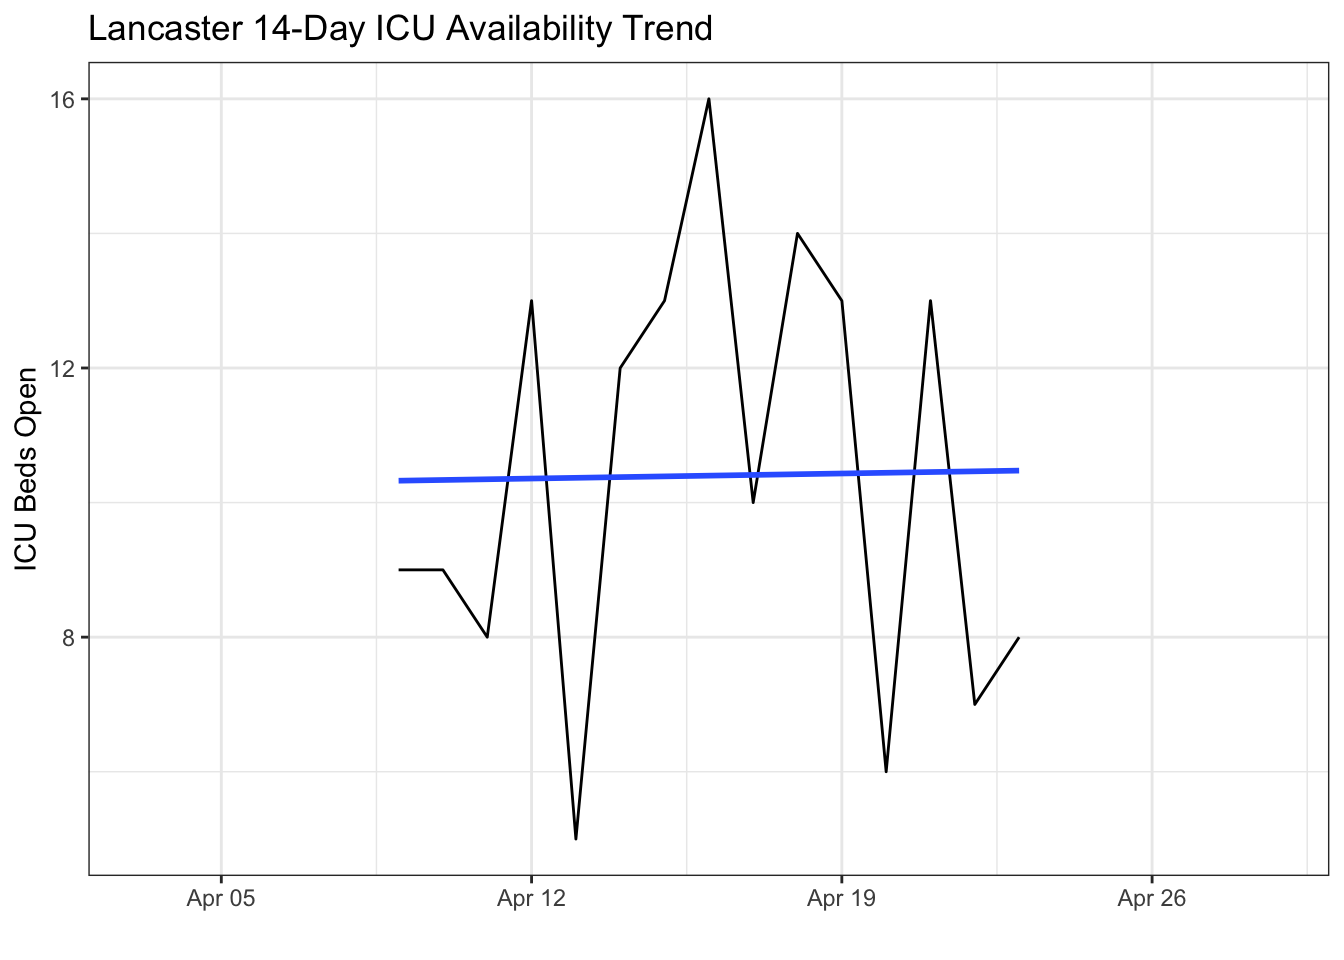 Lancaster 14-Day ICU Availability Trend
ICU Beds Open
16
12
8
Apr 05
Apr 12
Apr 19
Apr 26